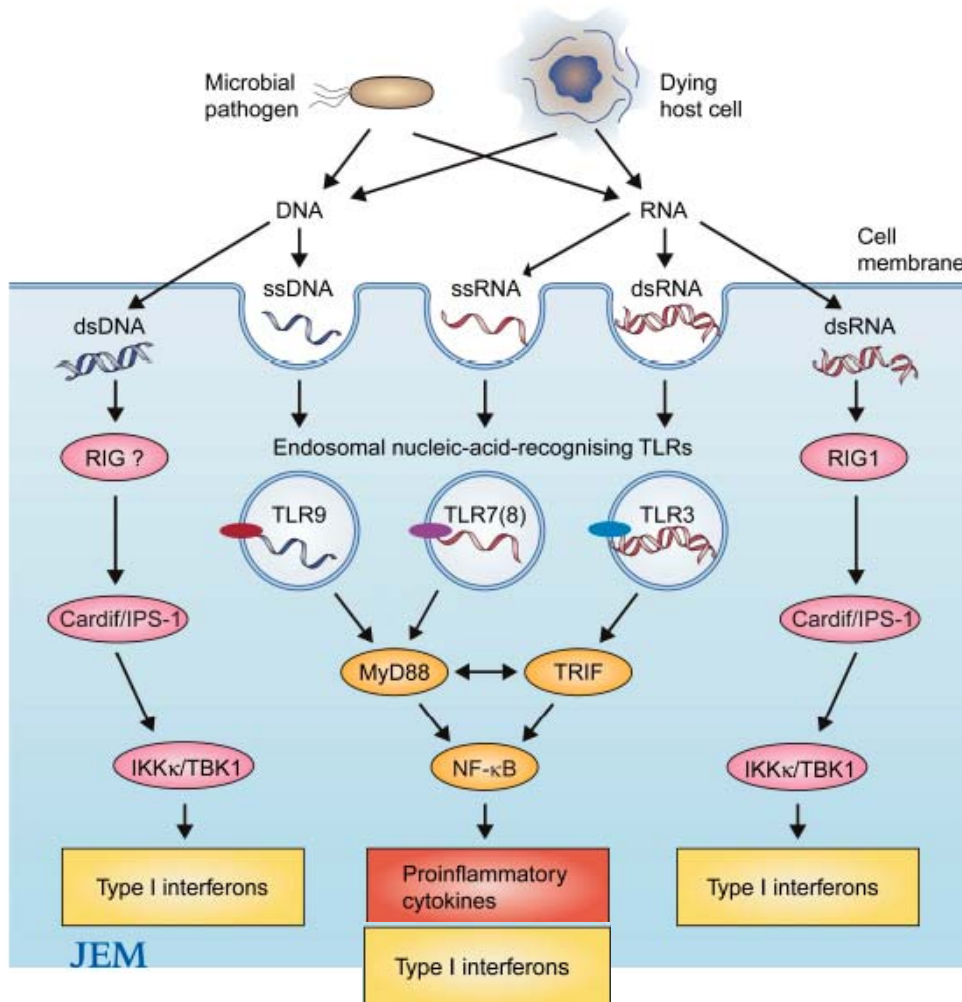 Microbial
pathogen
Dying
host cell
DNA
RNA
Cell
membrane
ssDNA
ssRNA
dsRNA
dsDNA
dsRNA
RIG ?
Endosomal nucleic-acid-recognising TLRs
RIG1
TLR9
TLR7(8)
TLR3
Cardif/IPS-1
Cardif/IPS-1
MyD88
TRIF
IKKκ/TBK1
NF-κB
IKKκ/TBK1
Type I interferons
Proinflammatory
cytokines
Type I interferons
Type I interferons
JEM